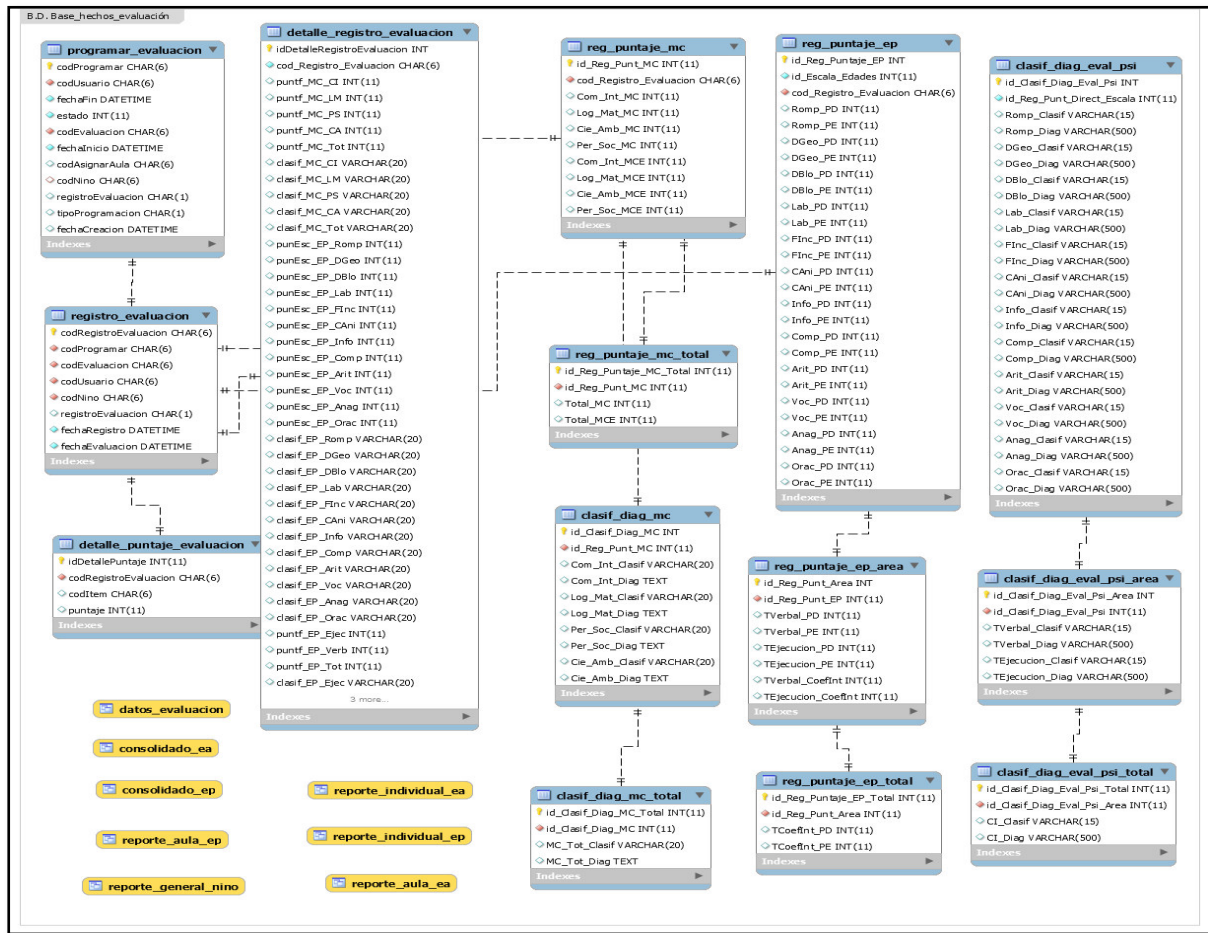 B.D. Base_hechos_evaluación
programar_evaluacion
codProgramar CHAR(6)
codUsuario CHAR(6)
fechaFin DATETIME
estado INT(11)
codEvaluacion CHAR(6)
fechaInicio DATETIME
codAsignarAula CHAR(6)
codNino CHAR(6)
registroEvaluacion CHAR(1)
tipoProgramacion CHAR(1)
fechaCreacion DATETIME
Indexes
registro_evaluacion
codRegistroEvaluacion CHAR(6)
codProgramar CHAR(6)
codEvaluacion CHAR(6)
codUsuario CHAR(6)
codNino CHAR(6)
registroEvaluacion CHAR(1)
fechaRegistro DATETIME
fechaEvaluacion DATETIME
Indexes
detalle_puntaje_evaluacion
idDetallePuntaje INT(11)
codRegistroEvaluacion CHAR(6)
codItem CHAR(6)
puntaje INT(11)
Indexes
datos_evaluacion
consolidado_ea
consolidado_ep
reporte_aula_ep
reporte_general_nino
detalle_registro_evaluacion
idDetalleRegistroEvaluacion INT
cod_Registro_Evaluacion CHAR(6)
puntf_MC_CI INT(11)
puntf_MC_LM INT(11)
puntf_MC_PS INT(11)
puntf_MC_CA INT(11)
puntf_MC_Tot INT(11)
clasif_MC_CI VARCHAR(20)
clasif_MC_LM VARCHAR(20)
clasif_MC_PS VARCHAR(20)
clasif_MC_CA VARCHAR(20)
clasif_MC_Tot VARCHAR(20)
punEsc_EP_Romp INT(11)
punEsc_EP_DGeo INT(11)
punEsc_EP_DBlo INT(11)
punEsc_EP_Lab INT(11)
punEsc_EP_FInc INT(11)
punEsc_EP_CAni INT(11)
punEsc_EP_Info INT(11)
punEsc_EP_Comp INT(11)
punEsc_EP_Arit INT(11)
punEsc_EP_Voc INT(11)
punEsc_EP_Anag INT(11)
punEsc_EP_Orac INT(11)
clasif_EP_Romp VARCHAR(20)
clasif_EP_DGeo VARCHAR(20)
clasif_EP_DBlo VARCHAR(20)
clasif_EP_Lab VARCHAR(20)
clasif_EP_FInc VARCHAR(20)
clasif_EP_CAni VARCHAR(20)
clasif_EP_Info VARCHAR(20)
clasif_EP_Comp VARCHAR(20)
clasif_EP_Arit VARCHAR(20)
clasif_EP_Voc VARCHAR(20)
clasif_EP_Anag VARCHAR(20)
clasif_EP_Orac VARCHAR(20)
puntf_EP_Ejec INT(11)
puntf_EP_Verb INT(11)
puntf_EP_Tot INT(11)
clasif_EP_Ejec VARCHAR(20)
3 more...
Indexes
reporte_individual_ea
reporte_individual_ep
reporte_aula_ea
reg_puntaje_mc
id_Reg_Punt_MC INT(11)
cod_Registro_Evaluacion CHAR(6)
Com_Int_MC INT(11)
Log_Mat_MC INT(11)
Cie_Amb_MC INT(11)
Per_Soc_MC INT(11)
Com_Int_MCE INT(11)
Log_Mat_MCE INT(11)
Cie_Amb_MCE INT(11)
Per_Soc_MCE INT(11)
Indexes
reg_puntaje_mc_total
id_Reg_Puntaje_MC_Total INT(11)
id_Reg_Punt_MC INT(11)
Total_MC INT(11)
Total_MCE INT(11)
Indexes
clasif_diag_mc
id_Clasif_Diag_MC INT
id_Reg_Punt_MC INT(11)
Com_Int_Clasif VARCHAR(20)
Com_Int_Diag TEXT
Log_Mat_Clasif VARCHAR(20)
Log_Mat_Diag TEXT
Per_Soc_Clasif VARCHAR(20)
Per_Soc_Diag TEXT
Cie_Amb_Clasif VARCHAR(20)
Cie_Amb_Diag TEXT
Indexes
clasif_diag_mc_total
id_Clasif_Diag_MC_Total INT(11)
id_Clasif_Diag_MC INT(11)
MC_Tot_Clasif VARCHAR(20)
MC_Tot_Diag TEXT
Indexes
reg_puntaje_ep
id_Reg_Puntaje_EP INT
id_Escala_Edades INT(11)
cod_Registro_Evaluacion CHAR(6)
Romp_PD INT(11)
Romp_PE INT(11)
DGeo_PD INT(11)
DGeo_PE INT(11)
DBlo_PD INT(11)
DBlo_PE INT(11)
Lab_PD INT(11)
Lab_PE INT(11)
FInc_PD INT(11)
FInc_PE INT(11)
CAni_PD INT(11)
CAni_PE INT(11)
Info_PD INT(11)
Info_PE INT(11)
Comp_PD INT(11)
Comp_PE INT(11)
Arit_PD INT(11)
Arit_PE INT(11)
Voc_PD INT(11)
Voc_PE INT(11)
Anag_PD INT(11)
Anag_PE INT(11)
Orac_PD INT(11)
Orac_PE INT(11)
Indexes
reg_puntaje_ep_area
id_Reg_Punt_Area INT
id_Reg_Punt_EP INT(11)
TVerbal_PD INT(11)
TVerbal_PE INT(11)
TEjecucion_PD INT(11)
TEjecucion_PE INT(11)
TVerbal_CoefInt INT(11)
TEjecucion_CoefInt INT(11)
Indexes
reg_puntaje_ep_total
id_Reg_Puntaje_EP_Total INT(11)
id_Reg_Punt_Area INT(11)
TCoefInt_PD INT(11)
TCoefInt_PE INT(11)
Indexes
clasif_diag_eval_psi
id_Clasif_Diag_Eval_Psi INT
id_Reg_Punt_Direct_Escala INT(11)
Romp_Clasif VARCHAR(15)
Romp_Diag VARCHAR(500)
DGeo_Clasif VARCHAR(15)
DGeo_Diag VARCHAR(500)
DBlo_Clasif VARCHAR(15)
DBlo_Diag VARCHAR(500)
Lab_Clasif VARCHAR(15)
Lab_Diag VARCHAR(500)
FInc_Clasif VARCHAR(15)
FInc_Diag VARCHAR(500)
CAni_Clasif VARCHAR(15)
CAni_Diag VARCHAR(500)
Info_Clasif VARCHAR(15)
Info_Diag VARCHAR(500)
Comp_Clasif VARCHAR(15)
Comp_Diag VARCHAR(500)
Arit_Clasif VARCHAR(15)
Arit_Diag VARCHAR(500)
Voc_Clasif VARCHAR(15)
Voc_Diag VARCHAR(500)
Anag_Clasif VARCHAR(15)
Anag_Diag VARCHAR(500)
Orac_Clasif VARCHAR(15)
Orac_Diag VARCHAR(500)
Indexes
clasif_diag_eval_psi_area
id_Clasif_Diag_Eval_Psi_Area INT
id_Clasif_Diag_Eval_Psi INT(11)
TVerbal_Clasif VARCHAR(15)
TVerbal_Diag VARCHAR(500)
TEjecucion_Clasif VARCHAR(15)
TEjecucion_Diag VARCHAR(500)
Indexes
clasif_diag_eval_psi_total
id_Clasif_Diag_Eval_Psi_Total INT(11)
id_Clasif_Diag_Eval_Psi_Area INT(11)
CI_Clasif VARCHAR(15)
CI_Diag VARCHAR(500)
Indexes